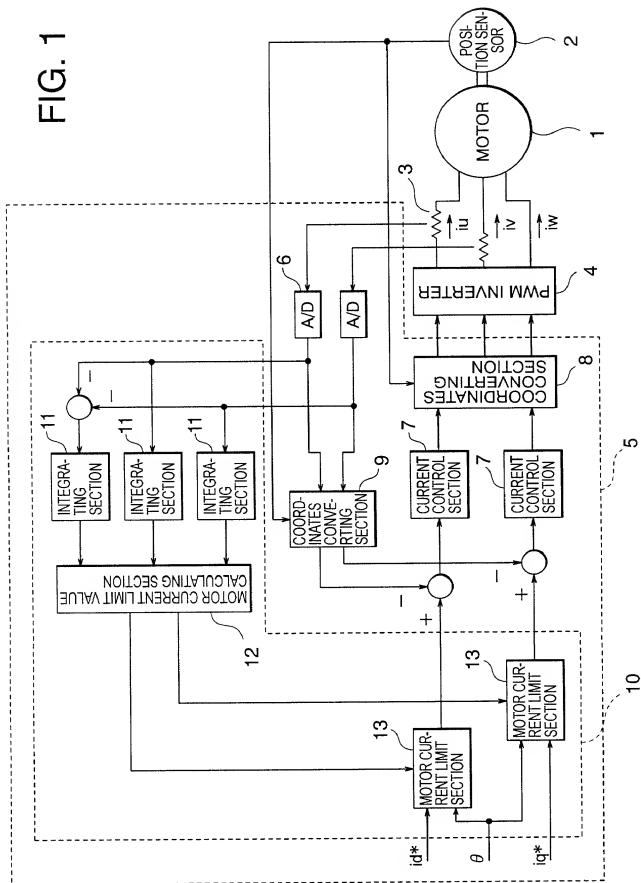 FIG. 1
POSI-
TION SEN-
SOR
2
MOTOR
1
3
iu
iv
iw
6
A/D
A/D
PWM INVERTER
4
COORDINATES
CONVERTING
SECTION
8
11
INTEGRA-
TING
SECTION
11
INTEGRA-
TING
SECTION
11
INTEGRA-
TING
SECTION
9
COORD-
INATES
CONVE-
RTING
SECTION
7
CURRENT
CONTROL
SECTION
7
CURRENT
CONTROL
SECTION
5
MOTOR CURRENT LIMIT VALUE
CALCULATING SECTION
12
−
−
−
+
−
+
13
MOTOR CUR-
RENT LIMIT
SECTION
13
MOTOR CUR-
RENT LIMIT
SECTION
10
id*
θ
iq*